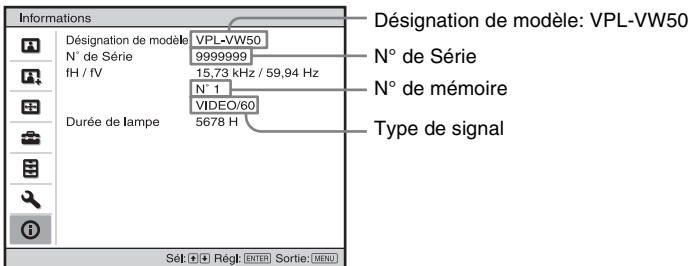 Informations
Désignation de modèle VPL-VW50
N° de Série 9999999
fH / fV 15,73 kHz / 59,94 Hz
N° 1
VIDEO/60
Durée de lampe 5678 H
Sél: Régl: ENTER Sortie: MENU
Désignation de modèle: VPL-VW50
N° de Série
N° de mémoire
Type de signal